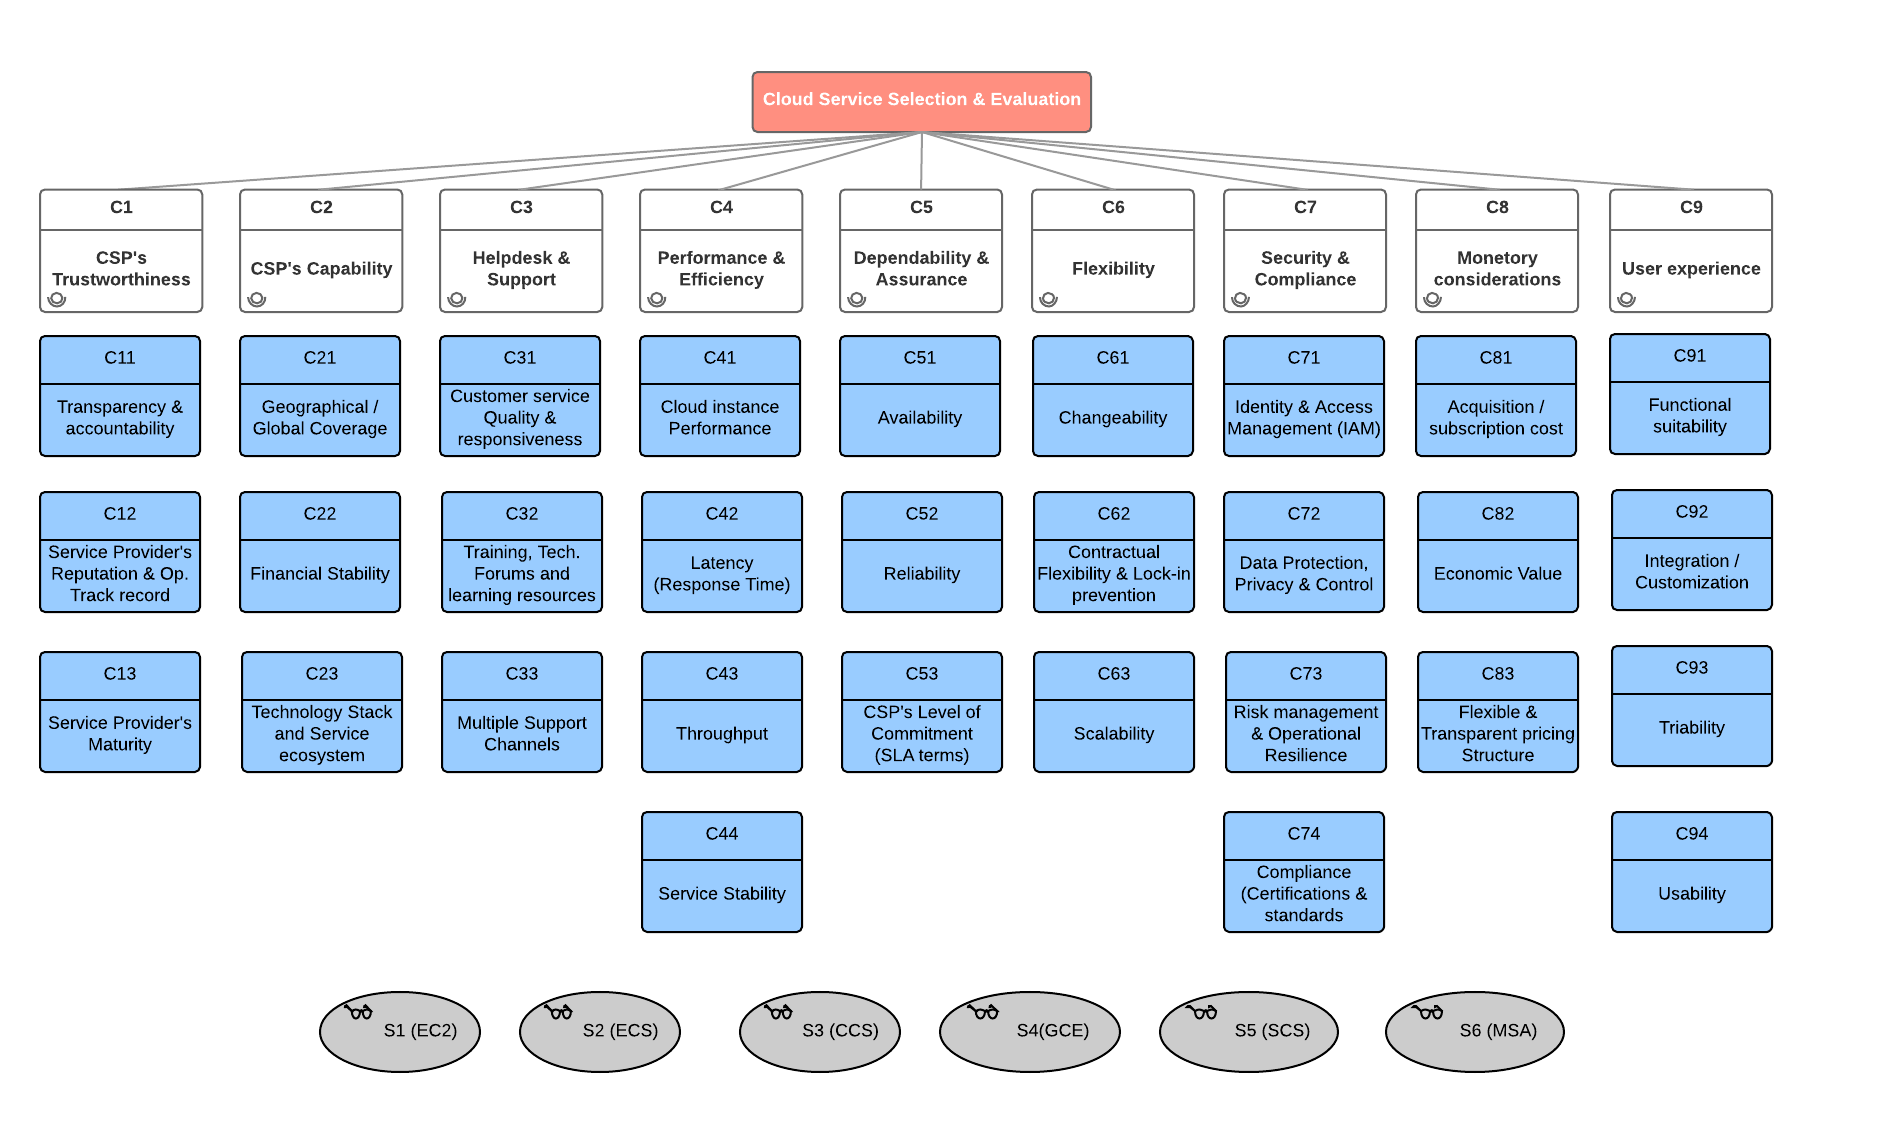 Cloud Service Selection & Evaluation
C1
CSP's
Trustworthiness
C2
CSP's Capability
C3
Helpdesk &
Support
C4
Performance &
Efficiency
C5
Dependability &
Assurance
C6
Flexibility
C7
Security &
Compliance
C8
Monetory
considerations
C9
User experience
C11
Transparency &
accountability
C21
Geographical /
Global Coverage
C31
Customer service
Quality &
responsiveness
C41
Cloud instance
Performance
C51
Availability
C61
Changeability
C71
Identity & Access
Management (IAM)
C81
Acquisition /
subscription cost
C91
Functional
suitability
C12
Service Provider's
Reputation & Op.
Track record
C22
Financial Stability
C32
Training, Tech.
Forums and
learning resources
C42
Latency
(Response Time)
C52
Reliability
C62
Contractual
Flexibility & Lock-in
prevention
C72
Data Protection,
Privacy & Control
C82
Economic Value
C92
Integration /
Customization
C13
Service Provider's
Maturity
C23
Technology Stack
and Service
ecosystem
C33
Multiple Support
Channels
C43
Throughput
C53
CSP's Level of
Commitment
(SLA terms)
C63
Scalability
C73
Risk management
& Operational
Resilience
C83
Flexible &
Transparent pricing
Structure
C93
Triability
C44
Service Stability
C74
Compliance
(Certifications &
standards
C94
Usability
S1 (EC2)
S2 (ECS)
S3 (CCS)
S4(GCE)
S5 (SCS)
S6 (MSA)